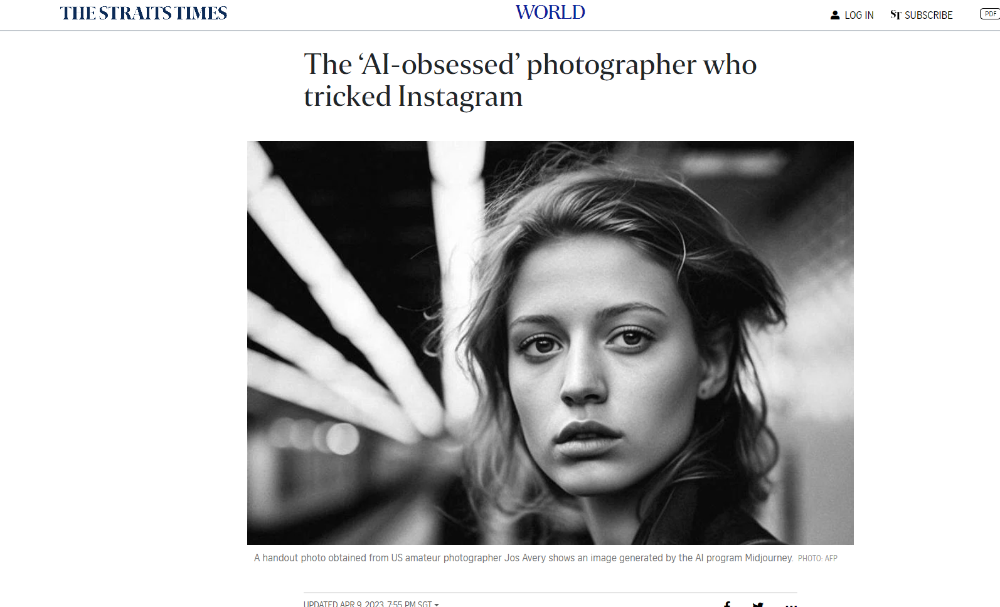 THE STRAITS TIMES
WORLD
LOG IN
ST SUBSCRIBE
PDF
The ‘AI-obsessed’ photographer who
tricked Instagram
A handout photo obtained from US amateur photographer Jos Avery shows an image generated by the AI program Midjourney. PHOTO: AFP
UPDATED APR 9, 2023, 7:55 PM SGT